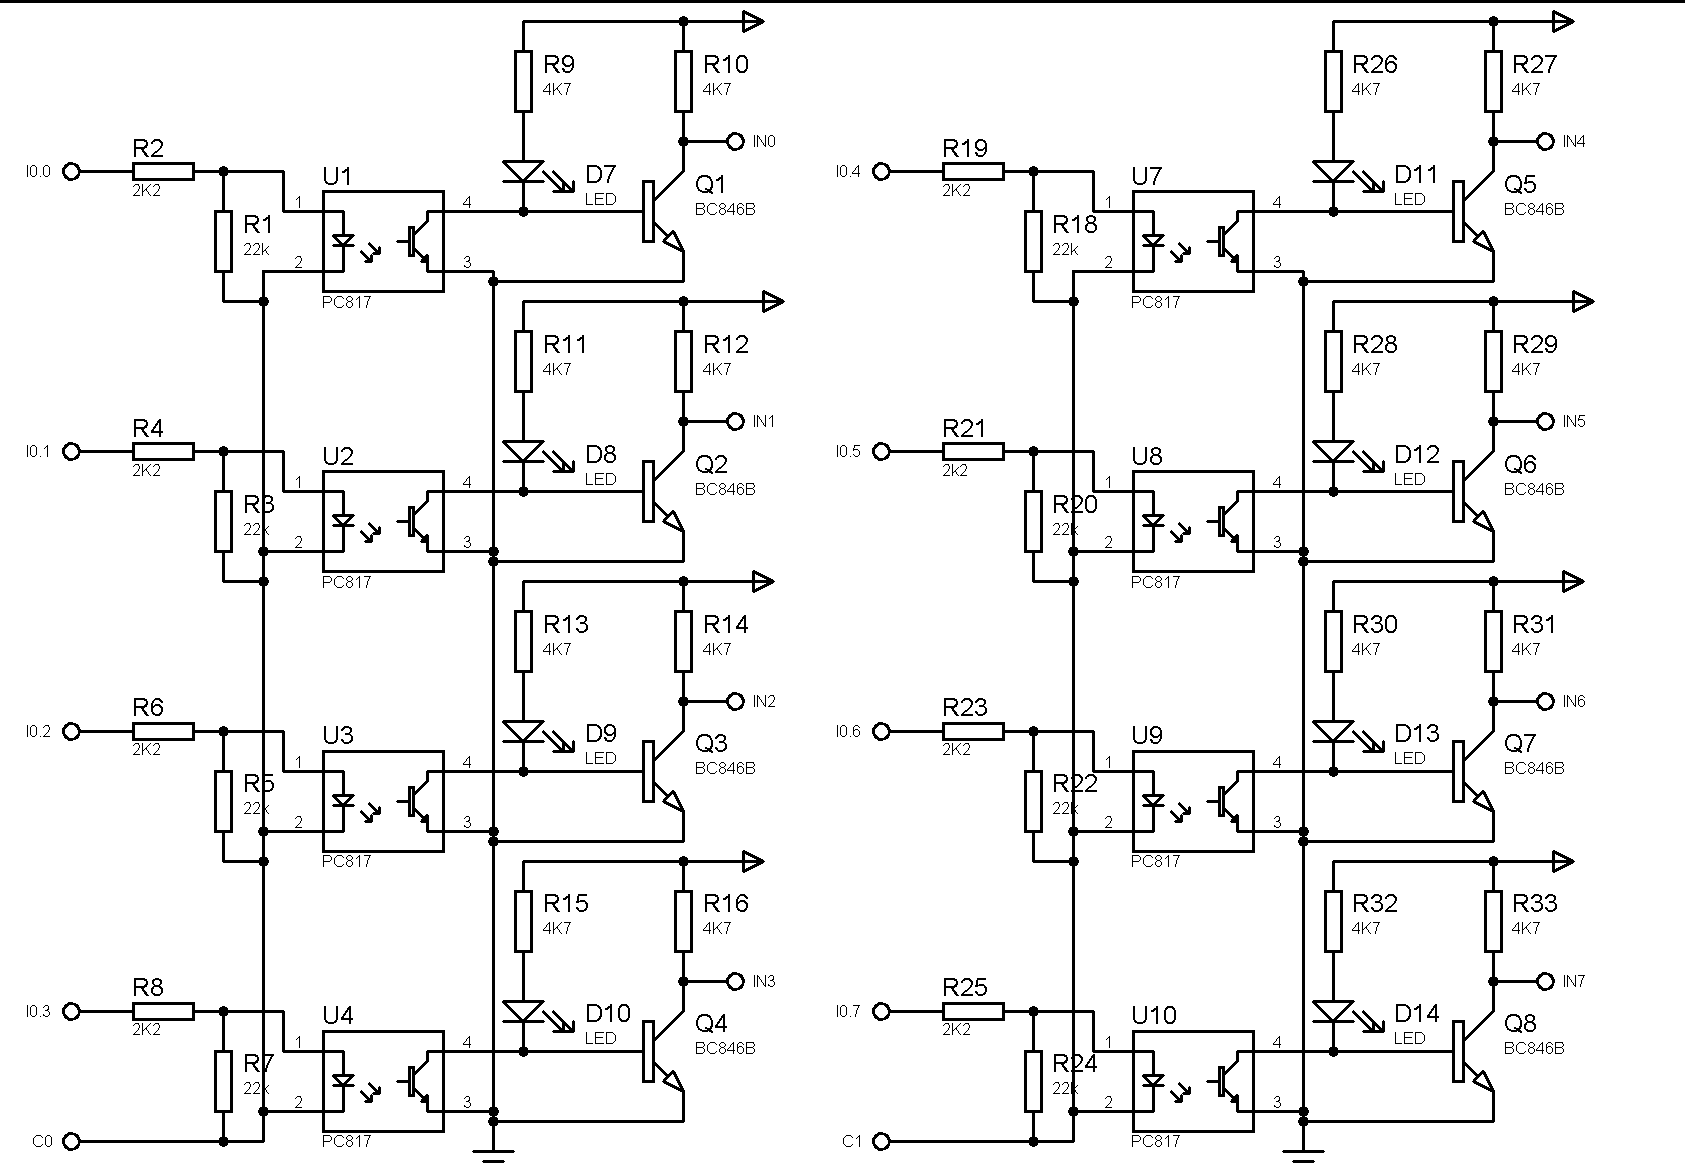 R9 R10 R26 R27
4K7 4K7 4K7 4K7
I0.0 R2 IN0 I0.4 R19 IN4
2K2 U1 D7 Q1 2K2 U7 D11 Q5
LED BC846B LED BC846B
1 4 1 4
R1 R18
22k 22k
2 3 2 3
PC817 PC817
R11 R12 R28 R29
4K7 4K7 4K7 4K7
I0.1 R4 IN1 I0.5 R21 IN5
2K2 U2 D8 Q2 2k2 U8 D12 Q6
LED BC846B LED BC846B
1 4 1 4
R3 R20
22k 22k
2 3 2 3
PC817 PC817
R13 R14 R30 R31
4K7 4K7 4K7 4K7
I0.2 R6 IN2 I0.6 R23 IN6
2K2 U3 D9 Q3 2K2 U9 D13 Q7
LED BC846B LED BC846B
1 4 1 4
R5 R22
22k 22k
2 3 2 3
PC817 PC817
R15 R16 R32 R33
4K7 4K7 4K7 4K7
I0.3 R8 IN3 I0.7 R25 IN7
2K2 U4 D10 Q4 2K2 U10 D14 Q8
LED BC846B LED BC846B
1 4 1 4
R7 R24
22k 22k
2 3 2 3
C0 PC817 C1 PC817